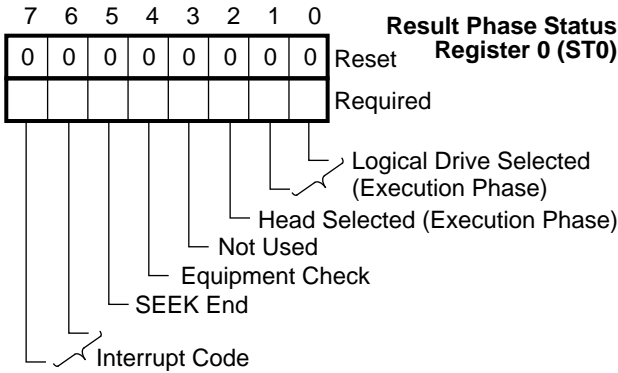 7 6 5 4 3 2 1 0
Result Phase Status
Register 0 (ST0)
0 0 0 0 0 0 0 0 Reset
Required
Logical Drive Selected
(Execution Phase)
Head Selected (Execution Phase)
Not Used
Equipment Check
SEEK End
Interrupt Code